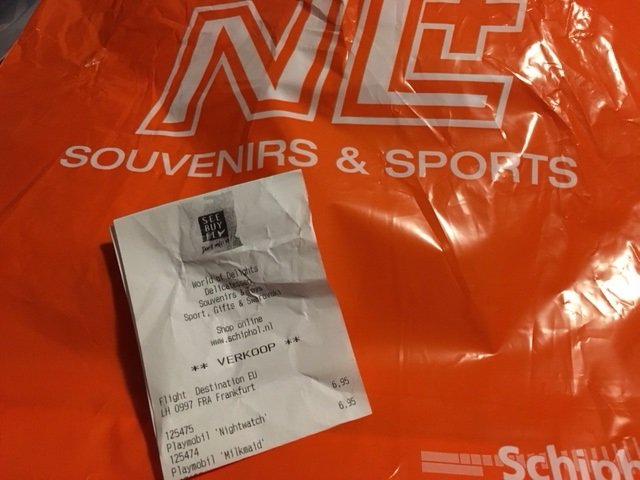 NL+
SOUVENIRS & SPORTS
SEE
BUY
FLY
World of Delights
Delicatessen
Souvenirs &
Sport, Gifts & Swarovski
Shop online
www.schiphol.nl
** VERKOOP **
Flight Destination EU
LH 0997 FRA Frankfurt
125475 6,95
Playmobil 'Nightwatch'
125474 6,95
Playmobil 'Milkmaid'
Schiph